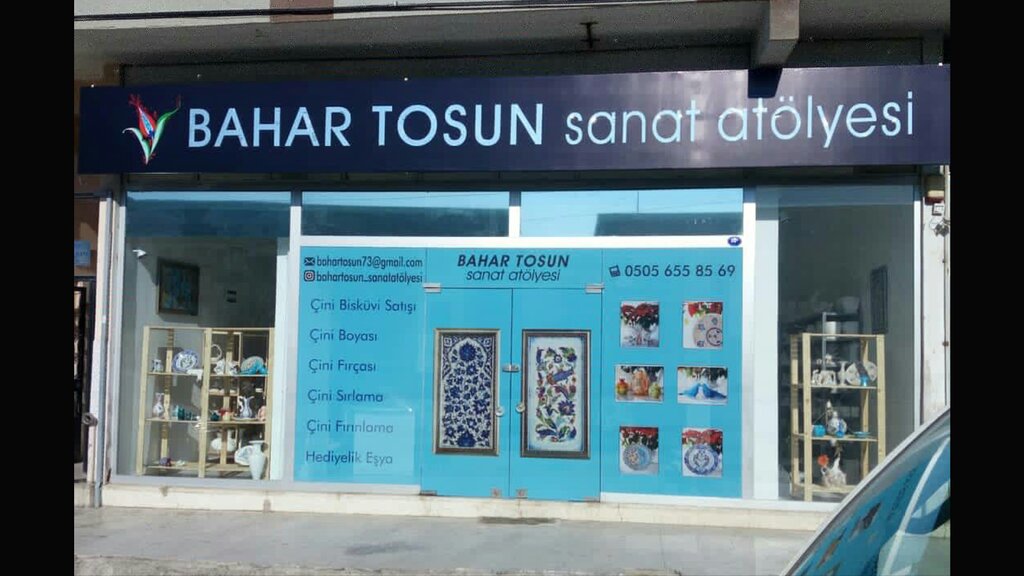 BAHAR TOSUN sanat atölyesi
bahartosun73@gmail.com
bahartosun_sanatatölyesi
BAHAR TOSUN
sanat atölyesi
0505 655 85 69
Çini Bisküvi Satışı
Çini Boyası
Çini Fırçası
Çini Sırlama
Çini Fırınlama
Hediyelik Eşya